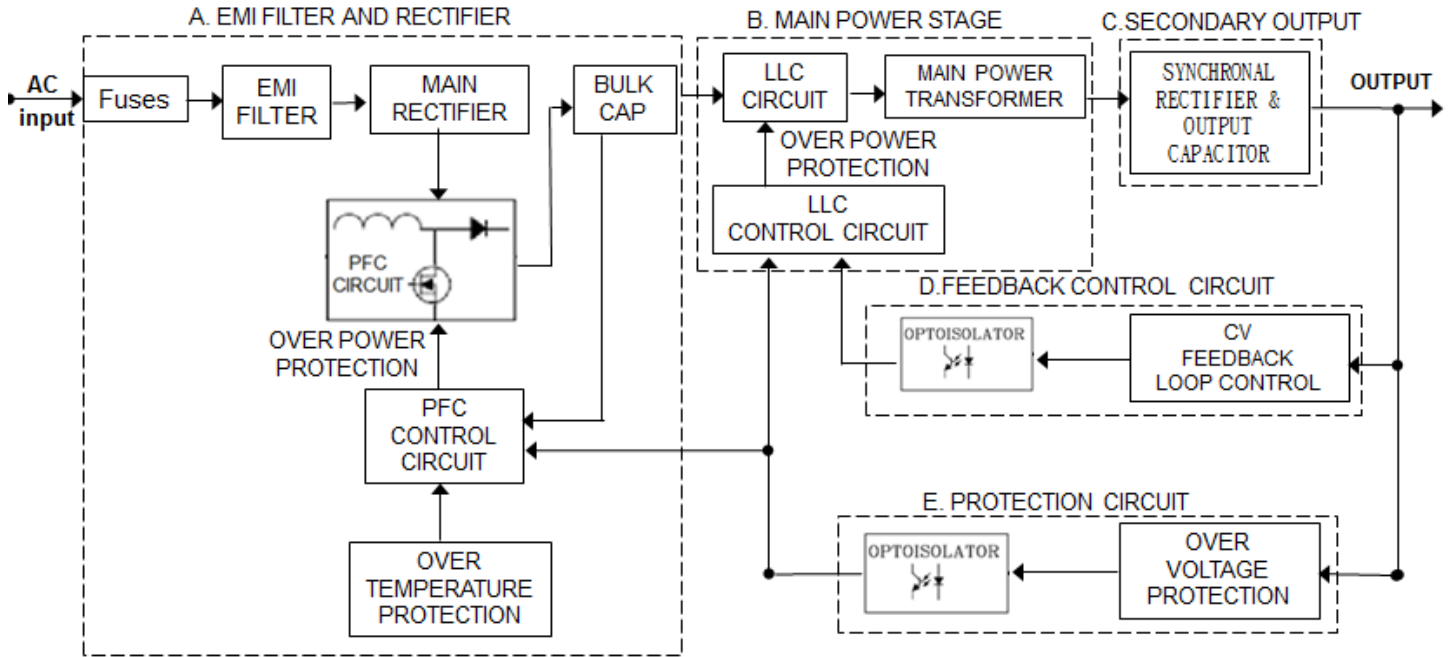 A. EMI FILTER AND RECTIFIER
B. MAIN POWER STAGE
C.SECONDARY OUTPUT
AC
input
Fuses
EMI
FILTER
MAIN
RECTIFIER
BULK
CAP
LLC
CIRCUIT
MAIN POWER
TRANSFORMER
SYNCHRONAL
RECTIFIER &
OUTPUT
CAPACITOR
OUTPUT
OVER POWER
PROTECTION
LLC
CONTROL CIRCUIT
PFC
CIRCUIT
OVER POWER
PROTECTION
PFC
CONTROL
CIRCUIT
OVER
TEMPERATURE
PROTECTION
D.FEEDBACK CONTROL CIRCUIT
OPTOISOLATOR
CV
FEEDBACK
LOOP CONTROL
E. PROTECTION CIRCUIT
OPTOISOLATOR
OVER
VOLTAGE
PROTECTION